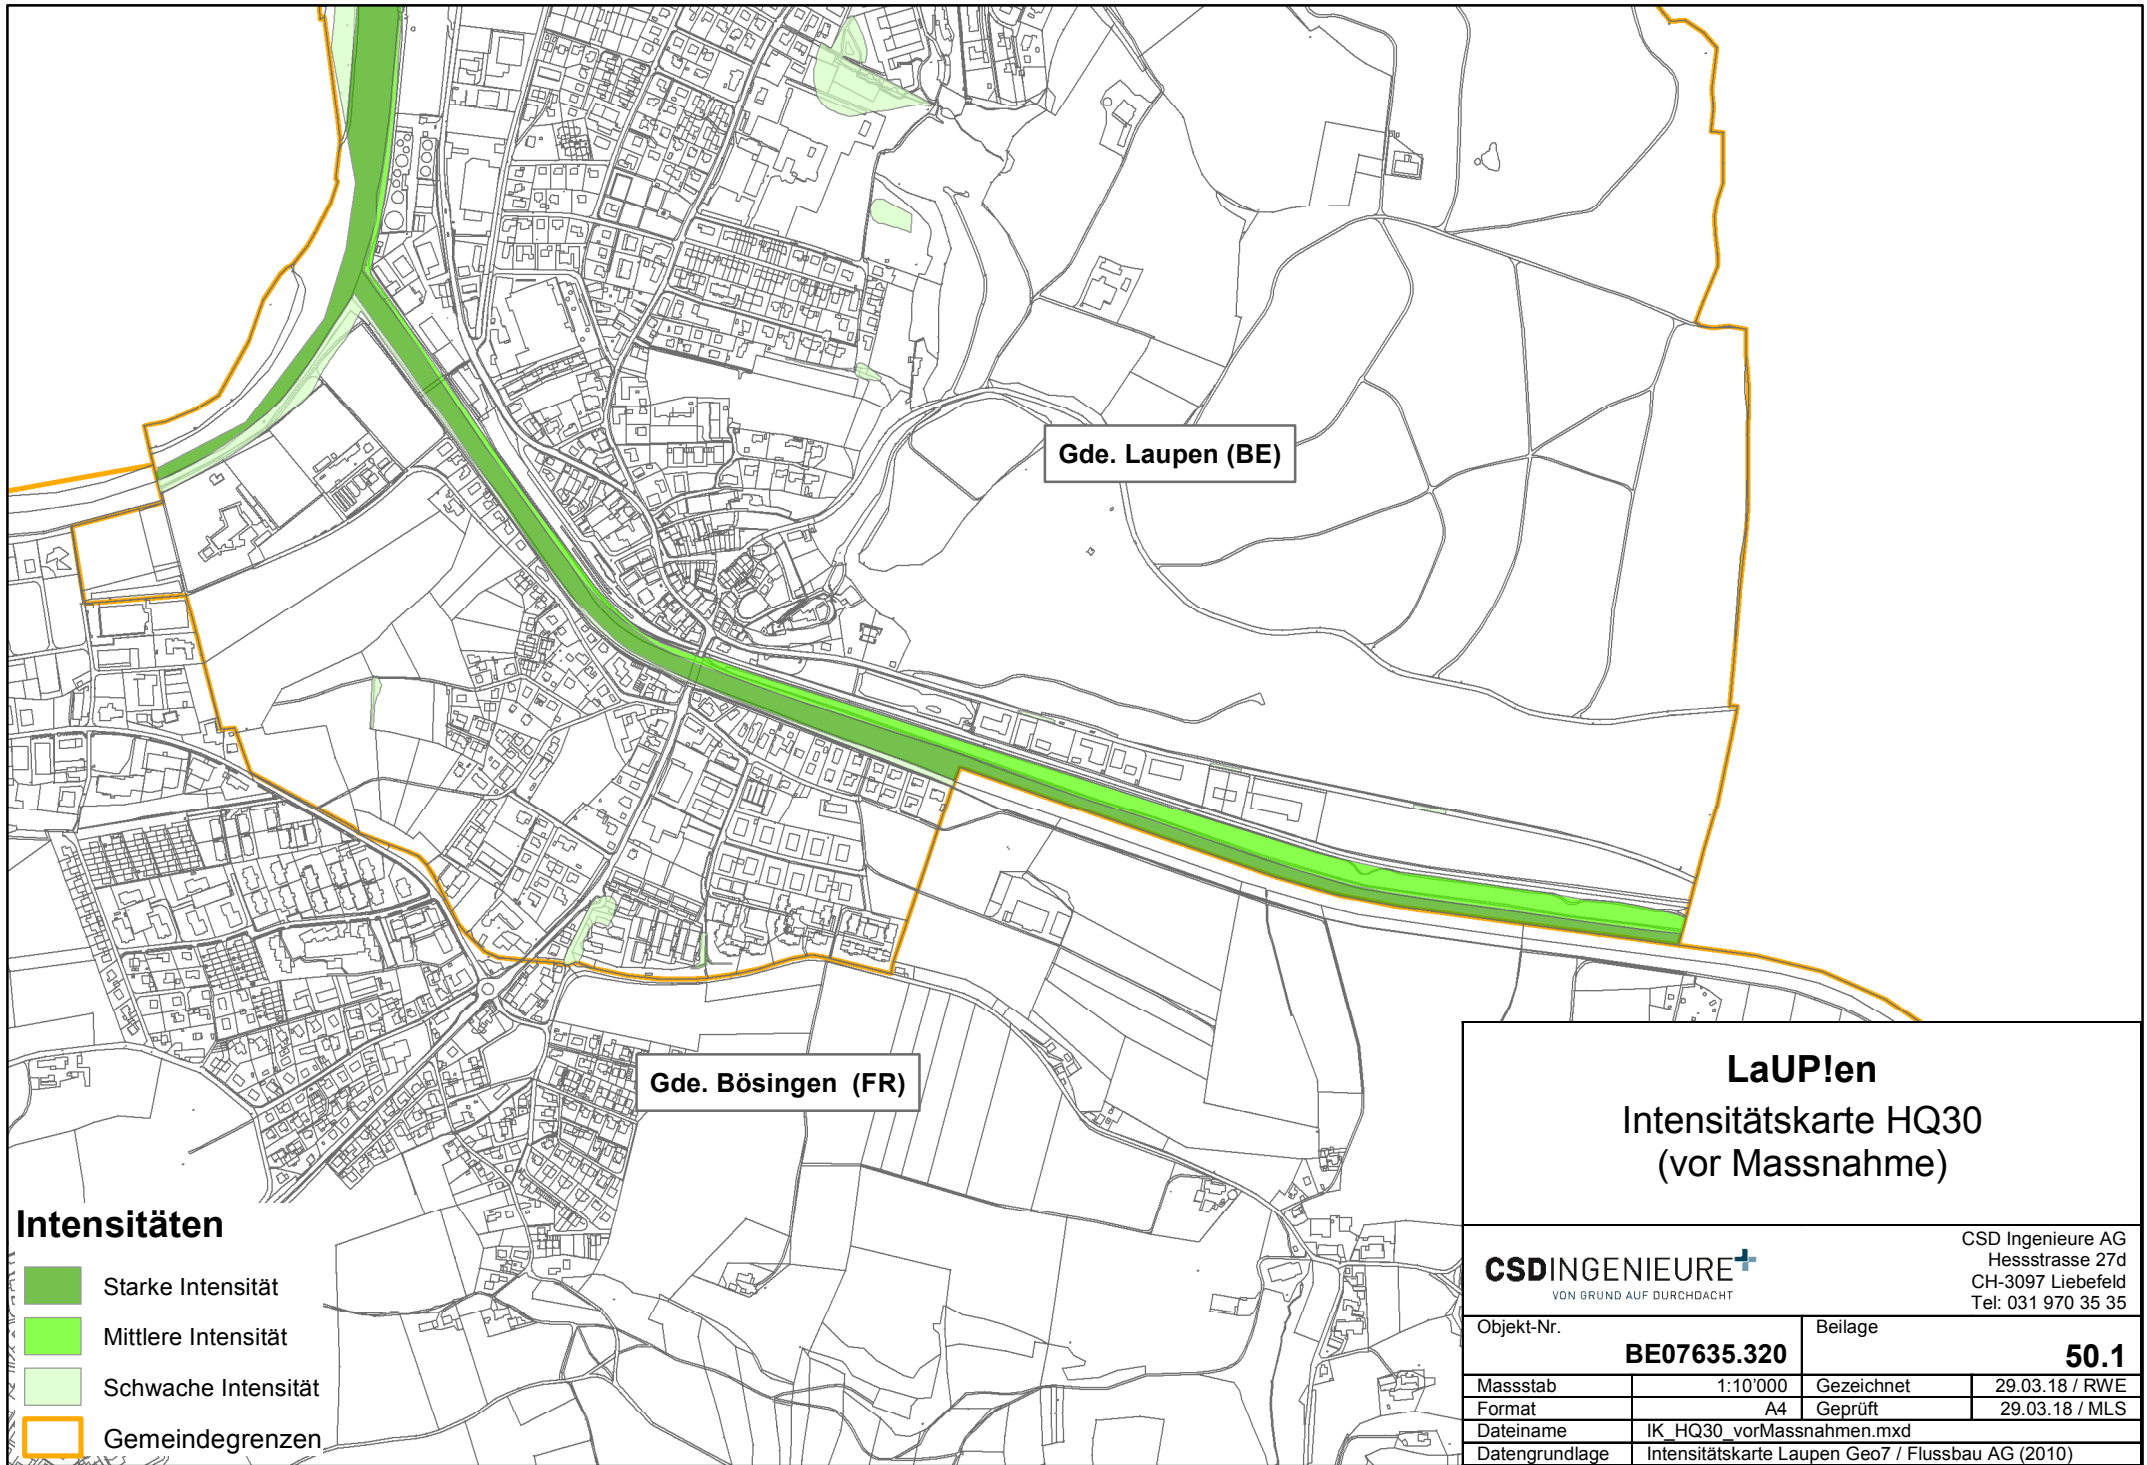 Gde. Laupen (BE)
Gde. Bösingen (FR)
Intensitäten
Starke Intensität
Mittlere Intensität
Schwache Intensität
Gemeindegrenzen
LaUP!en
Intensitätskarte HQ30
(vor Massnahme)
CSDINGENIEURE
VON GRUND AUF DURCHDACHT
CSD Ingenieure AG
Hessstrasse 27d
CH-3097 Liebefeld
Tel: 031 970 35 35
Objekt-Nr.
BE07635.320
Beilage
50.1
Massstab 1:10'000 Gezeichnet 29.03.18 / RWE
Format A4 Geprüft 29.03.18 / MLS
Dateiname IK_HQ30_vorMassnahmen.mxd
Datengrundlage Intensitätskarte Laupen Geo7 / Flussbau AG (2010)